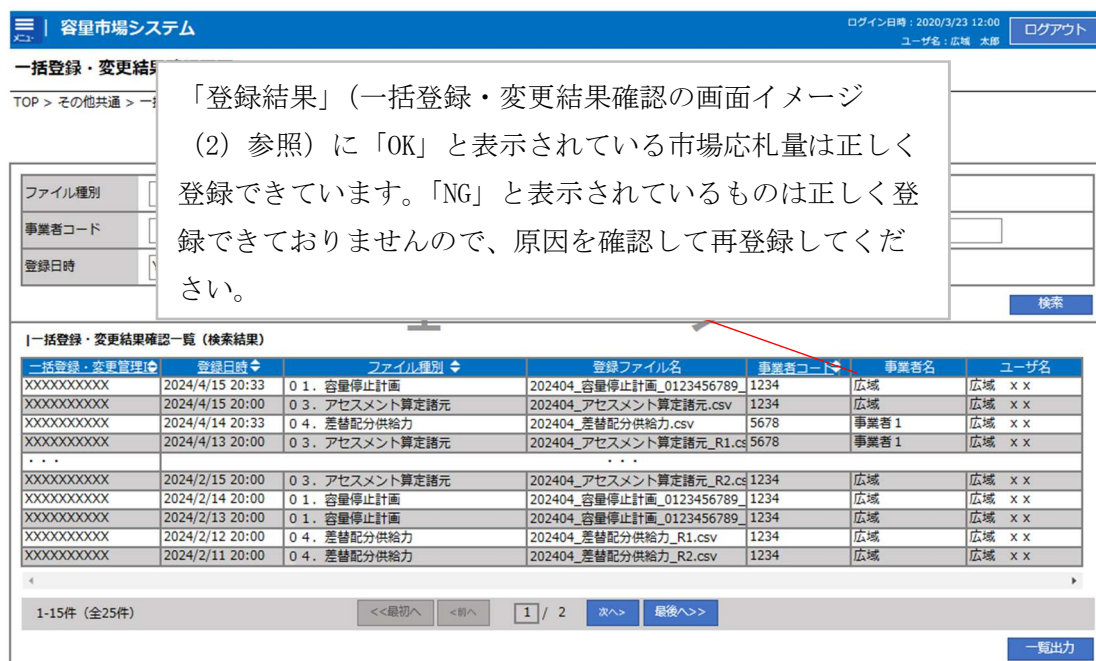 メニュー
容量市場システム
ログイン日時：2020/3/23 12:00
ユーザ名：広域　太郎
ログアウト
一括登録・変更結果
TOP > その他共通 >
「登録結果」（一括登録・変更結果確認の画面イメージ
（2）参照）に「OK」と表示されている市場応札量は正しく
登録できています。「NG」と表示されているものは正しく登
録できておりませんので、原因を確認して再登録してくだ
さい。
ファイル種別
事業者コード
登録日時
検索
|一括登録・変更結果確認一覧（検索結果）
一括登録・変更管理I 登録日時 ファイル種別 登録ファイル名 事業者コード 事業者名 ユーザ名
XXXXXXXXXX 2024/4/15 20:33 ０１．容量停止計画 202404_容量停止計画_0123456789_ 1234 広域 広域　ｘｘ
XXXXXXXXXX 2024/4/15 20:00 ０３．アセスメント算定諸元 202404_アセスメント算定諸元.csv 1234 広域 広域　ｘｘ
XXXXXXXXXX 2024/4/14 20:33 ０４．差替配分供給力 202404_差替配分供給力.csv 5678 事業者１ 広域　ｘｘ
XXXXXXXXXX 2024/4/13 20:00 ０３．アセスメント算定諸元 202404_アセスメント算定諸元_R1.cs 5678 事業者１ 広域　ｘｘ
・・・ ・・・
XXXXXXXXXX 2024/2/15 20:00 ０３．アセスメント算定諸元 202404_アセスメント算定諸元_R2.cs 1234 広域 広域　ｘｘ
XXXXXXXXXX 2024/2/14 20:00 ０１．容量停止計画 202404_容量停止計画_0123456789_ 1234 広域 広域　ｘｘ
XXXXXXXXXX 2024/2/13 20:00 ０１．容量停止計画 202404_容量停止計画_0123456789_ 1234 広域 広域　ｘｘ
XXXXXXXXXX 2024/2/12 20:00 ０４．差替配分供給力 202404_差替配分供給力_R1.csv 1234 広域 広域　ｘｘ
XXXXXXXXXX 2024/2/11 20:00 ０４．差替配分供給力 202404_差替配分供給力_R2.csv 1234 広域 広域　ｘｘ
1-15件（全25件） <<最初へ <前へ 1 / 2 次へ> 最後へ>>
一覧出力